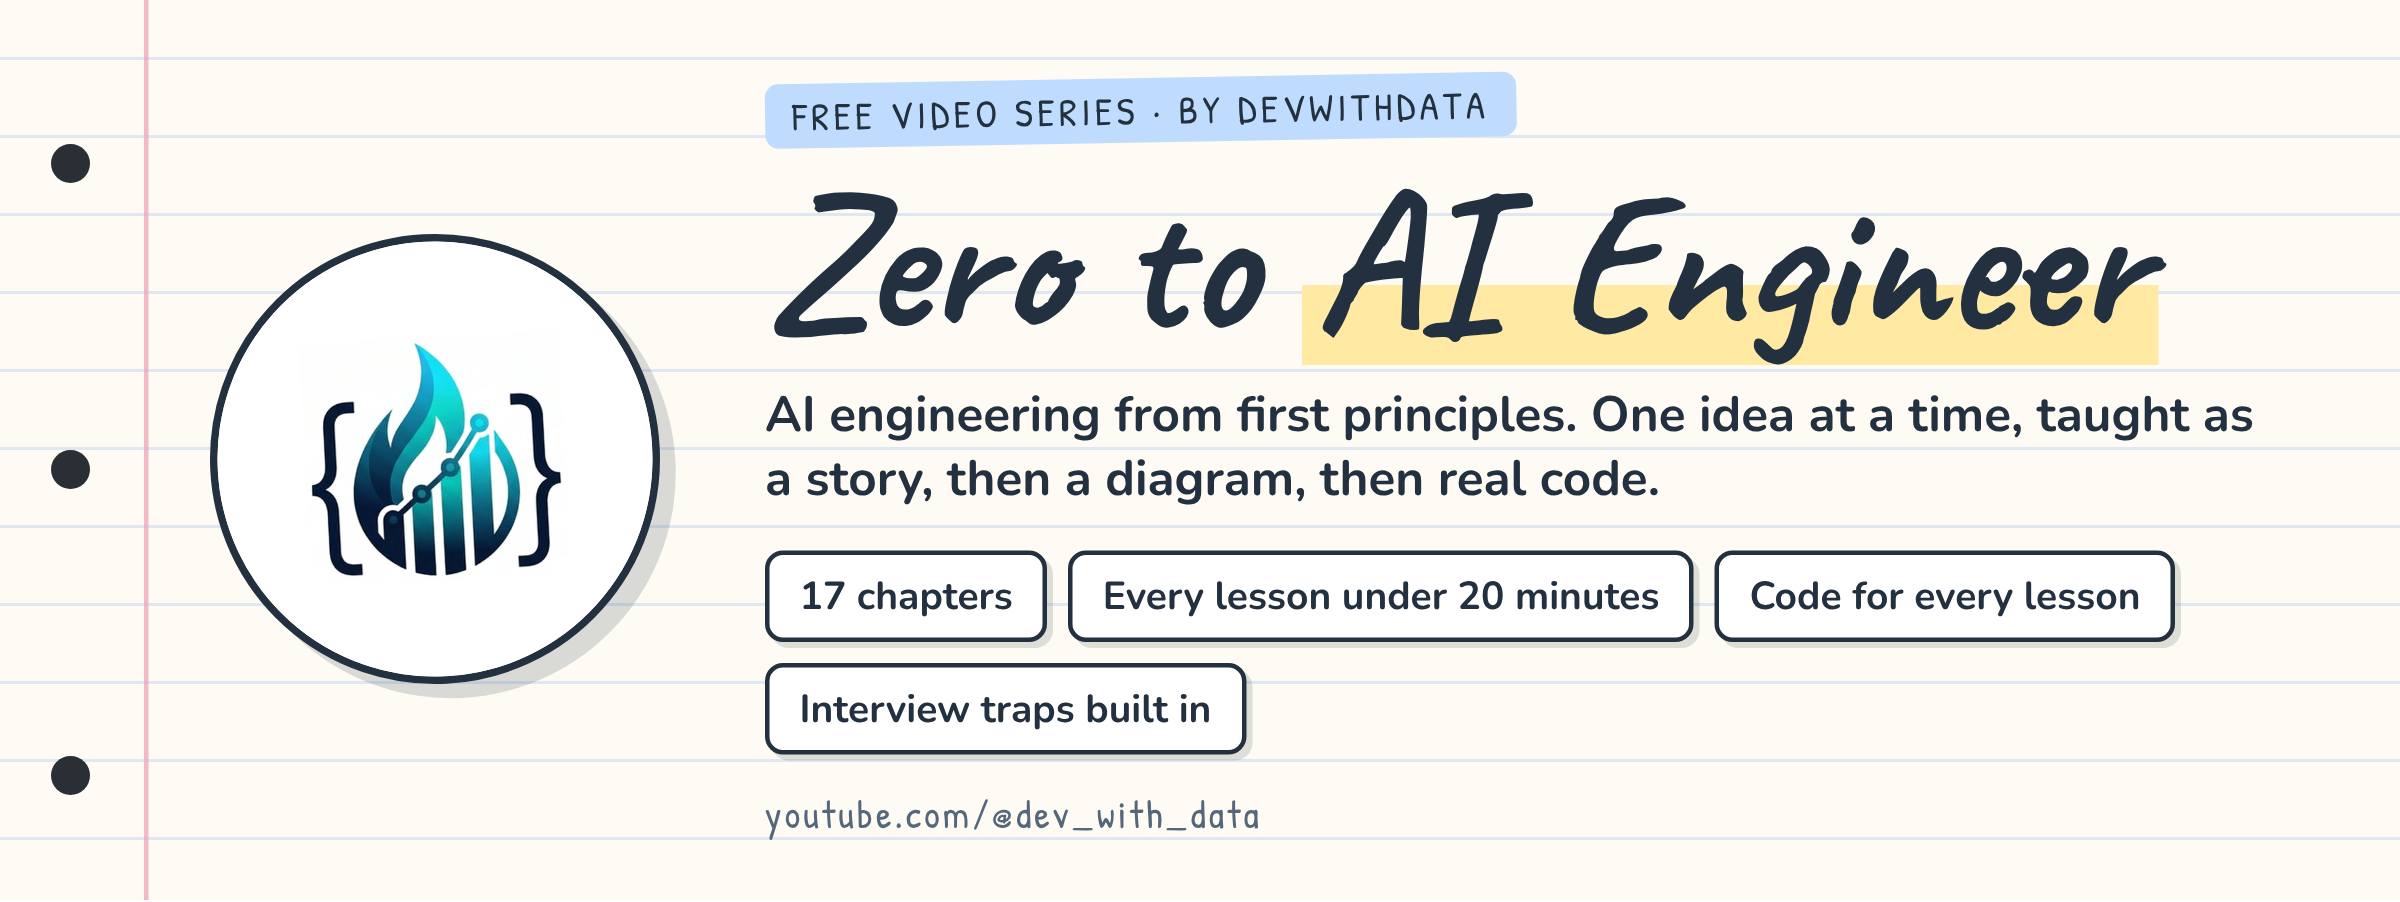 FREE VIDEO SERIES · BY DEVWITHDATA
Zero to AI Engineer
AI engineering from first principles. One idea at a time, taught as
a story, then a diagram, then real code.
17 chapters
Every lesson under 20 minutes
Code for every lesson
Interview traps built in
youtube.com/@dev_with_data